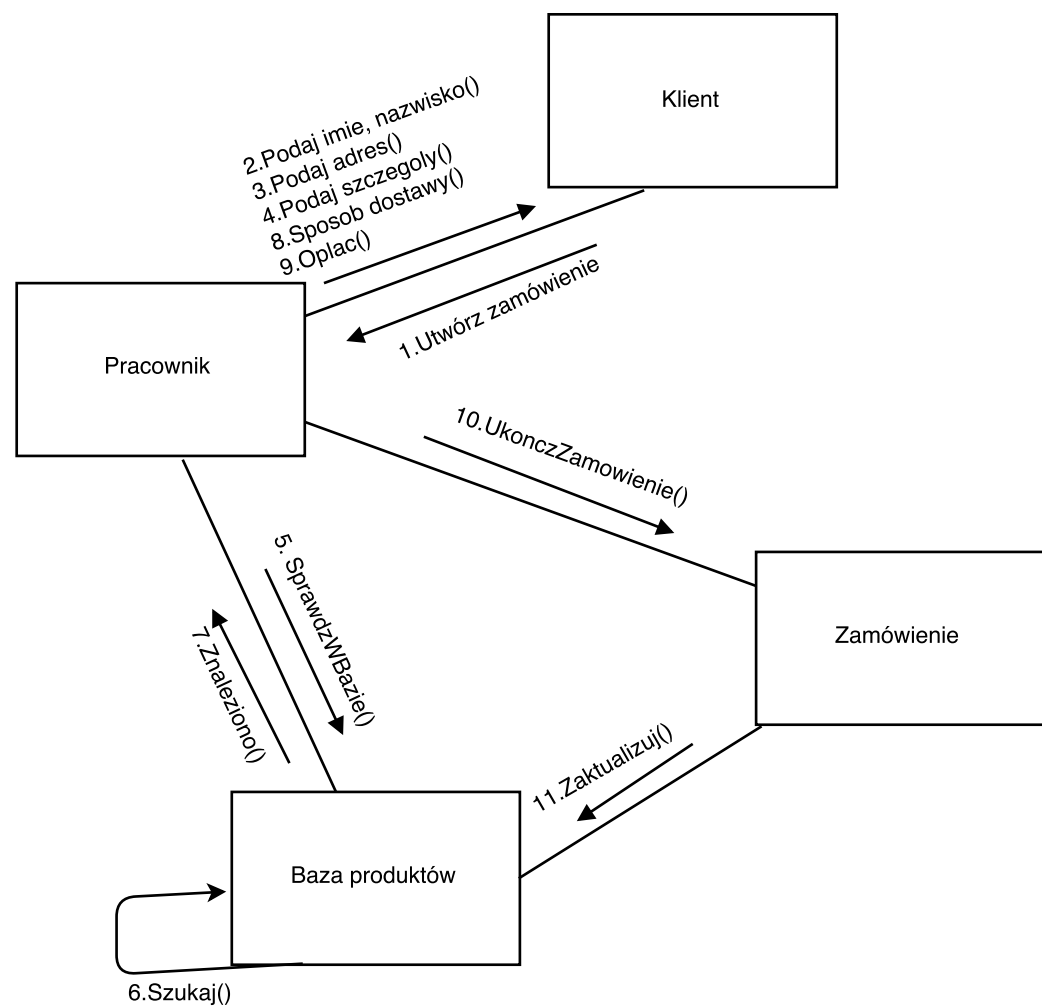 Klient
2.Podaj imie, nazwisko()
3.Podaj adres()
4.Podaj szczegoly()
8.Sposob dostawy()
9.Oplac()
1.Utwórz zamówienie
Pracownik
10.UkonczZamowienie()
5. SprawdzWBazie()
7.Znaleziono()
Zamówienie
11.Zaktualizuj()
Baza produktów
6.Szukaj()